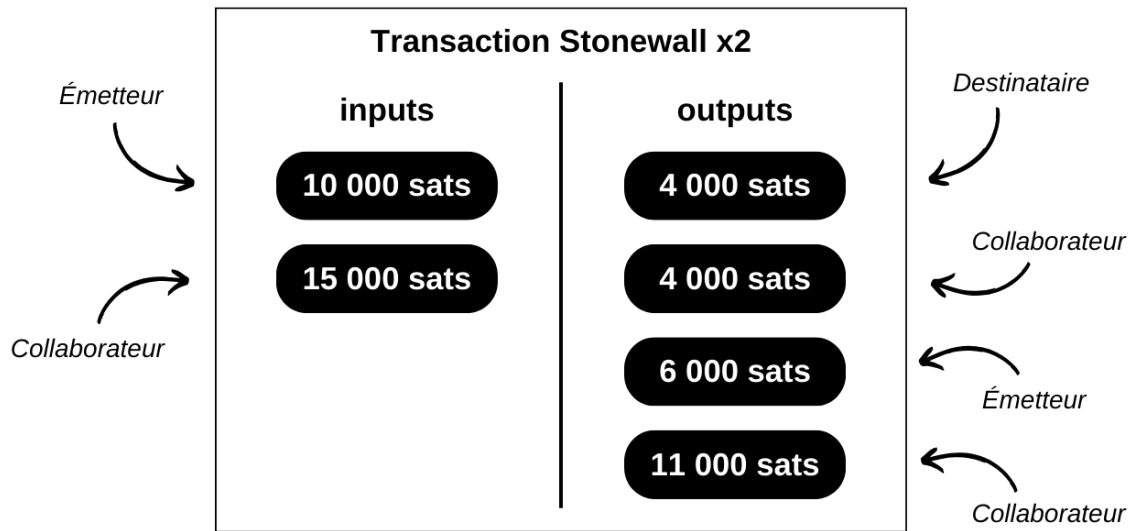 Transaction Stonewall x2
Émetteur
Collaborateur
inputs
10 000 sats
15 000 sats
outputs
4 000 sats
4 000 sats
6 000 sats
11 000 sats
Destinataire
Collaborateur
Émetteur
Collaborateur